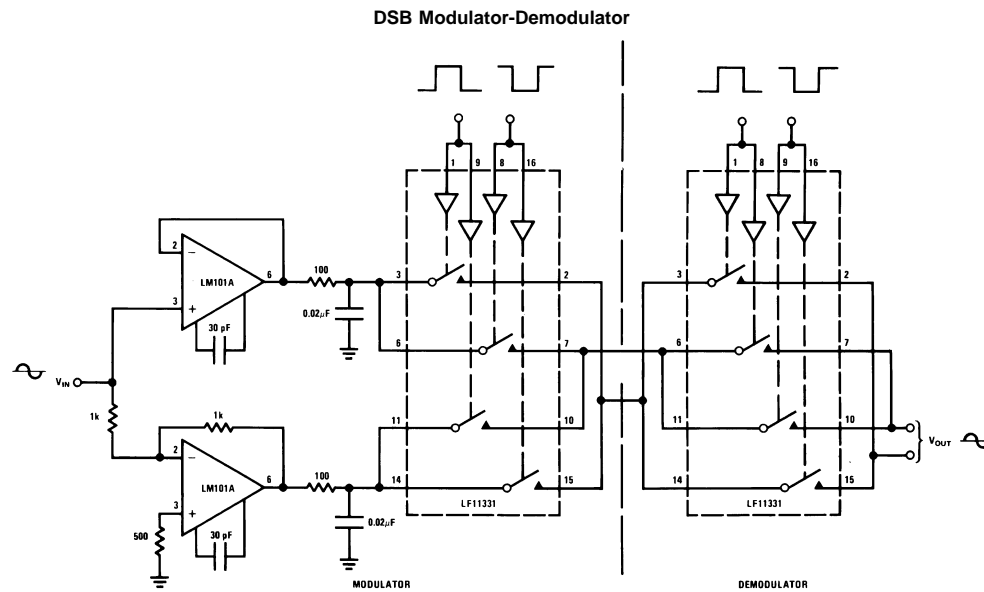 DSB Modulator-Demodulator
1 9 8 16
1 8 9 16
2
−
LM101A
6
3
+
30 pF
100
0.02μF
3
2
6
7
11
10
14
15
LF11331
3
2
6
7
11
10
14
15
LF11331
VIN
1k
1k
2
−
LM101A
6
3
+
30 pF
500
100
0.02μF
VOUT
MODULATOR
DEMODULATOR